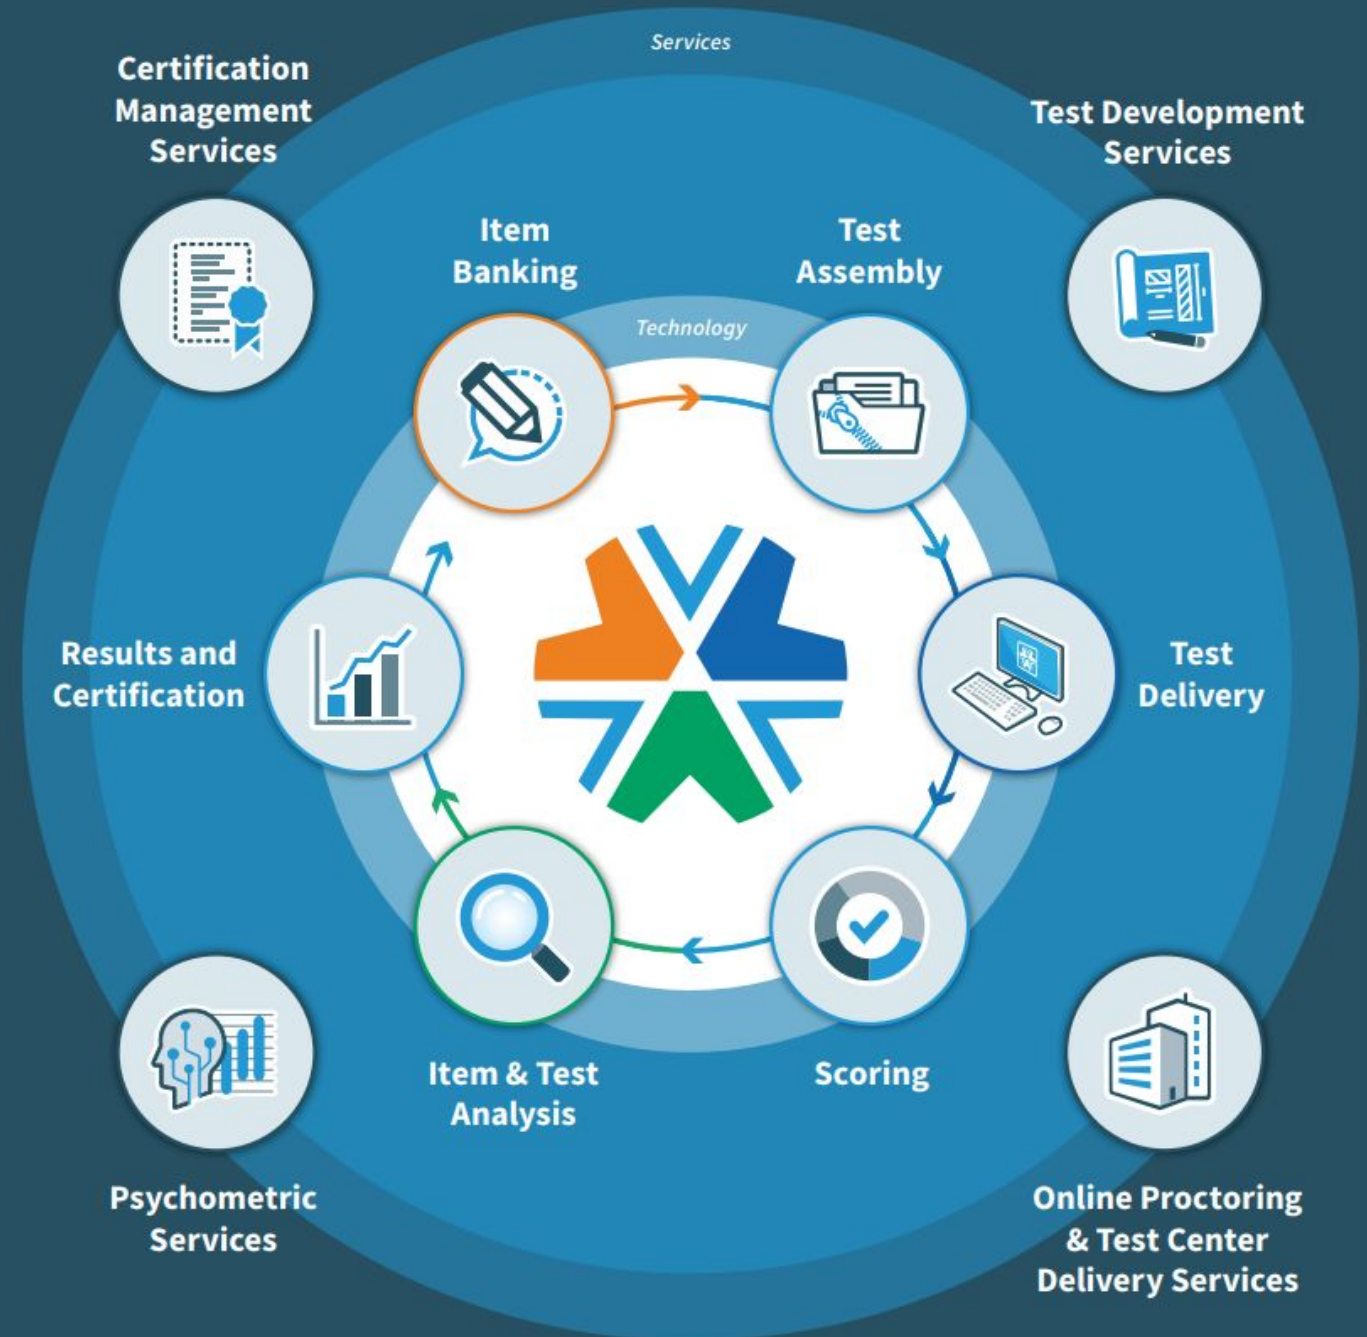 Services
Certification
Management
Services
Test Development
Services
Item
Banking
Test
Assembly
Technology
Results and
Certification
Test
Delivery
Item & Test
Analysis
Scoring
Psychometric
Services
Online Proctoring
& Test Center
Delivery Services